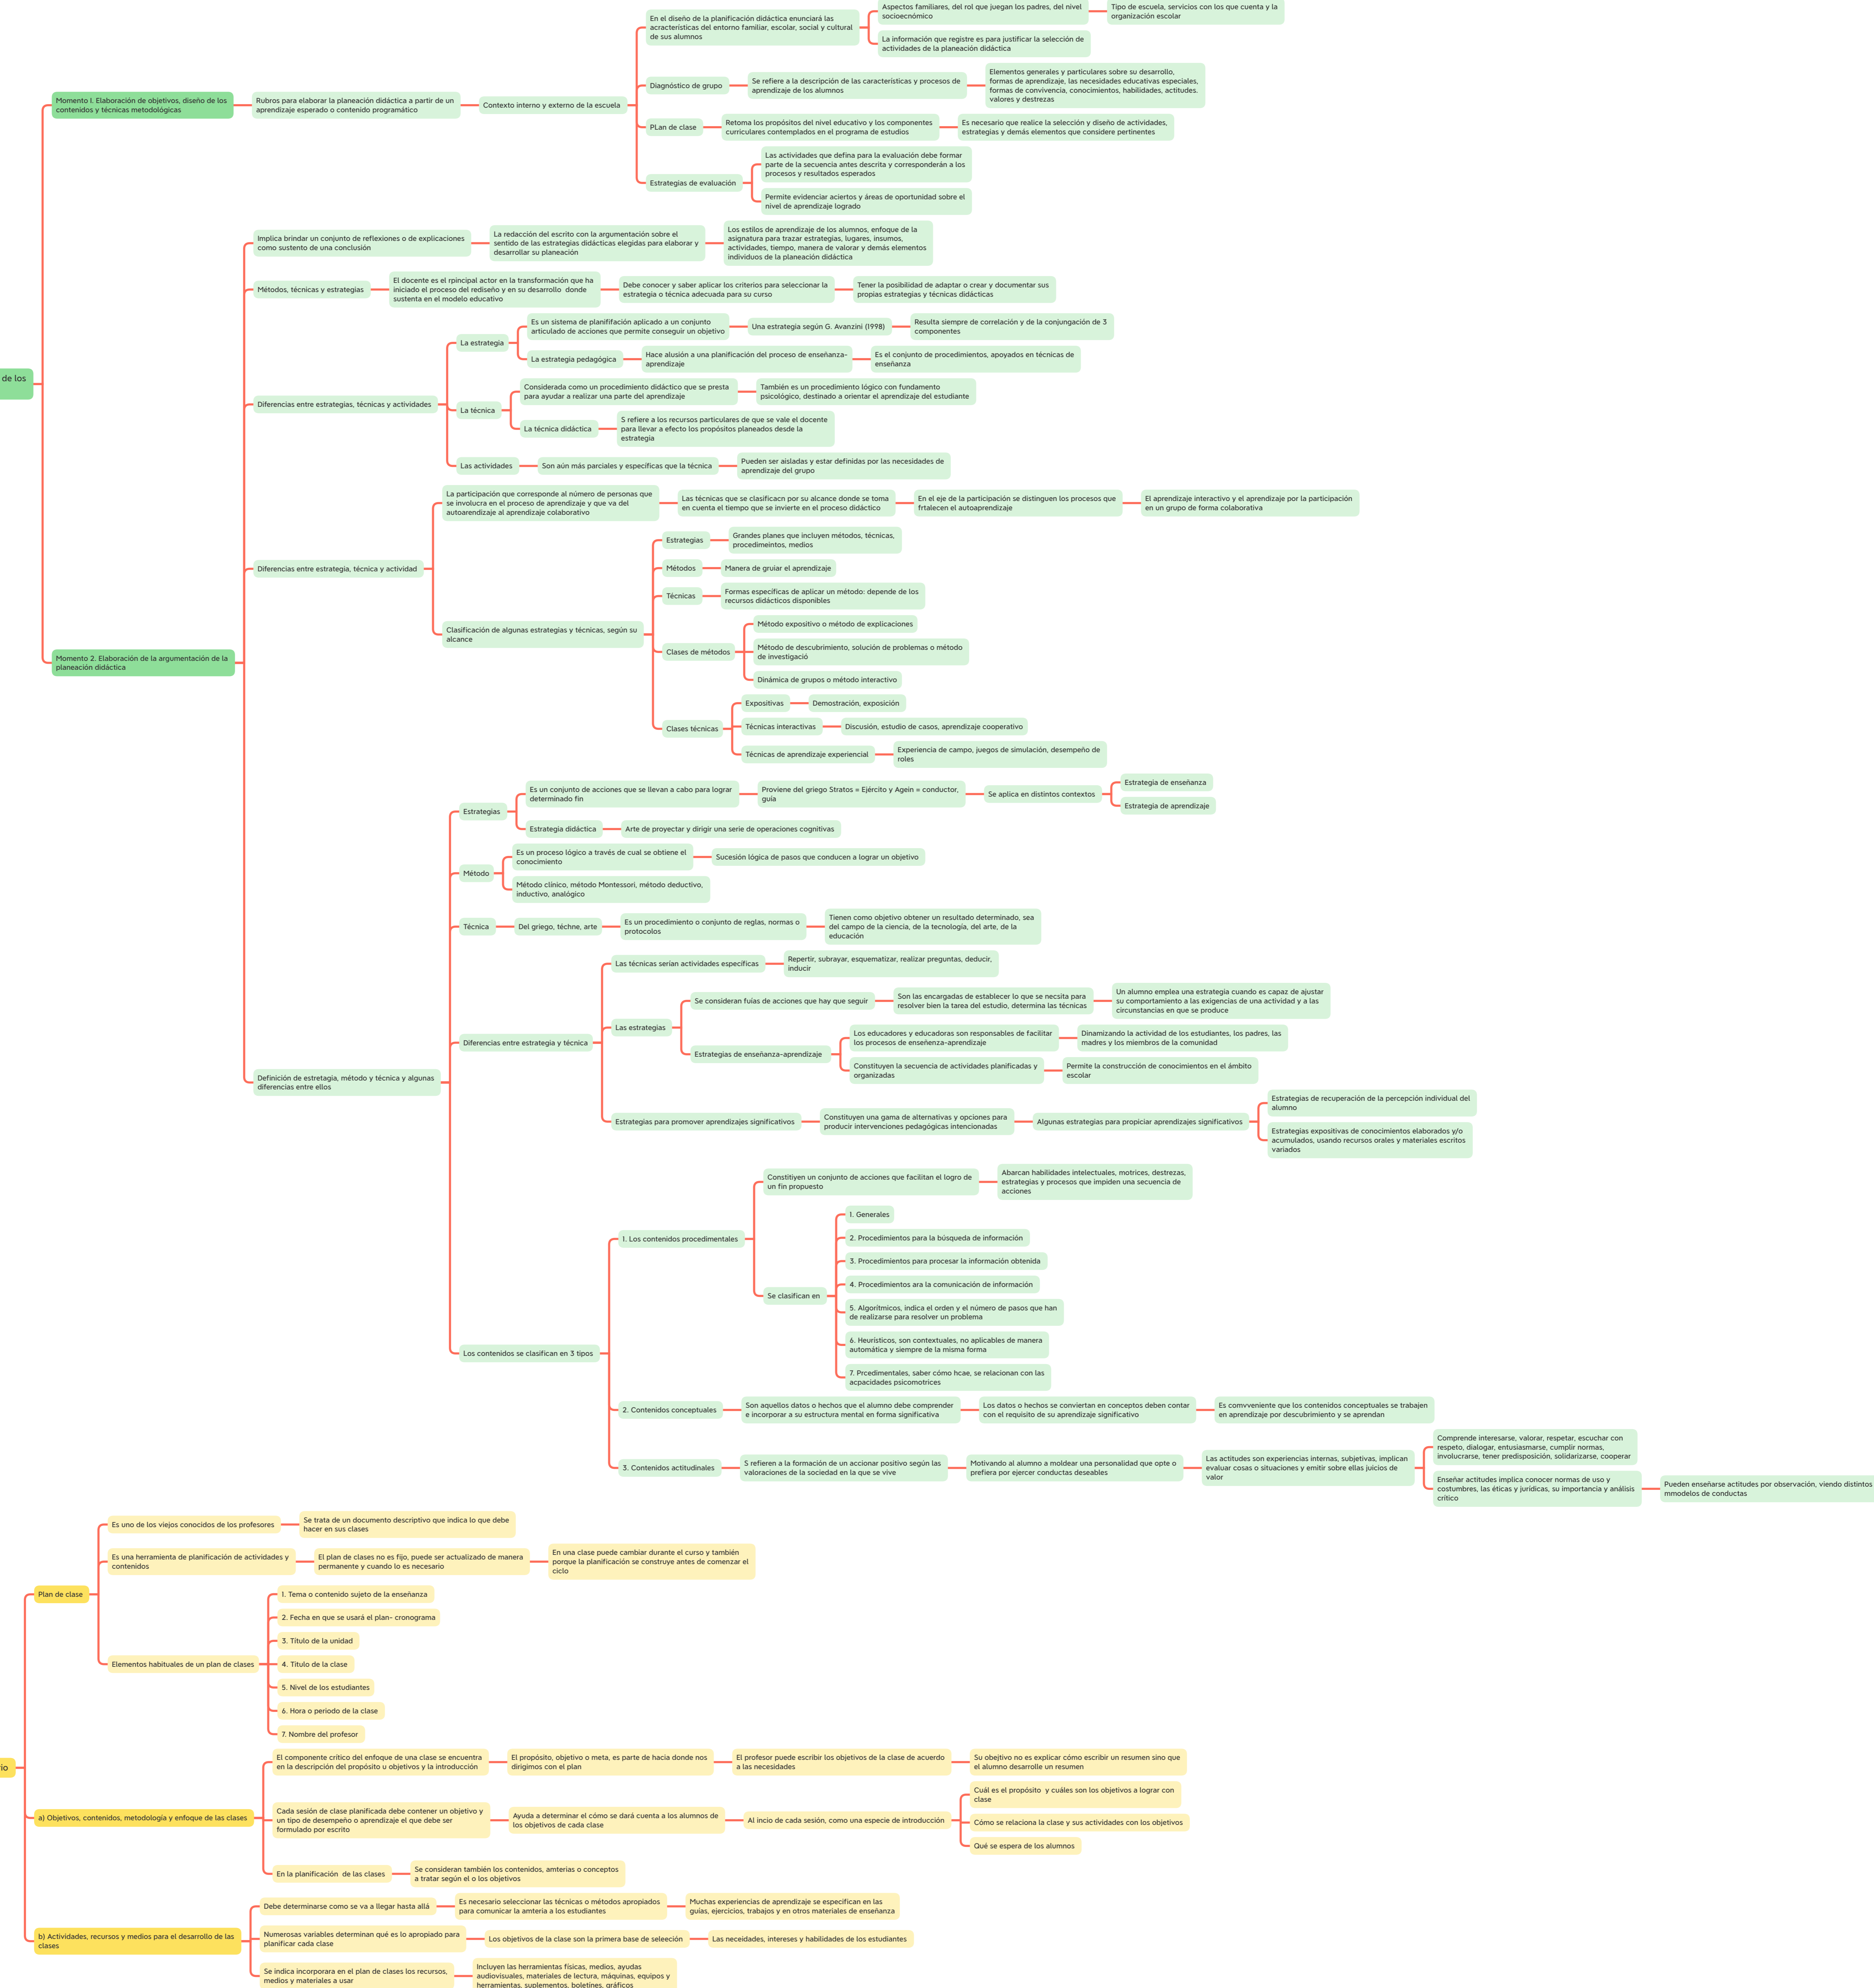 de los
Momento I. Elaboración de objetivos, diseño de los
contenidos y técnicas metodológicas
Rubros para elaborar la planeación didáctica a partir de un
aprendizaje esperado o contenido programático
Contexto interno y externo de la escuela
En el diseño de la planificación didáctica enunciará las
acracterísticas del entorno familiar, escolar, social y cultural
de sus alumnos
Aspectos familiares, del rol que juegan los padres, del nivel
socioecnómico
Tipo de escuela, servicios con los que cuenta y la
organización escolar
La información que registre es para justificar la selección de
actividades de la planeación didáctica
Diagnóstico de grupo
Se refiere a la descripción de las características y procesos de
aprendizaje de los alumnos
Elementos generales y particulares sobre su desarrollo,
formas de aprendizaje, las necesidades educativas especiales,
formas de convivencia, conocimientos, habilidades, actitudes.
valores y destrezas
PLan de clase
Retoma los propósitos del nivel educativo y los componentes
curriculares contemplados en el programa de estudios
Es necesario que realice la selección y diseño de actividades,
estrategias y demás elementos que considere pertinentes
Estrategias de evaluación
Las actividades que defina para la evaluación debe formar
parte de la secuencia antes descrita y corresponderán a los
procesos y resultados esperados
Permite evidenciar aciertos y áreas de oportunidad sobre el
nivel de aprendizaje logrado
Momento 2. Elaboración de la argumentación de la
planeación didáctica
Implica brindar un conjunto de reflexiones o de explicaciones
como sustento de una conclusión
La redacción del escrito con la argumentación sobre el
sentido de las estrategias didácticas elegidas para elaborar y
desarrollar su planeación
Los estilos de aprendizaje de los alumnos, enfoque de la
asignatura para trazar estrategias, lugares, insumos,
actividades, tiempo, manera de valorar y demás elementos
individuos de la planeación didáctica
Métodos, técnicas y estrategias
El docente es el rpincipal actor en la transformación que ha
iniciado el proceso del rediseño y en su desarrollo donde
sustenta en el modelo educativo
Debe conocer y saber aplicar los criterios para seleccionar la
estrategia o técnica adecuada para su curso
Tener la posibilidad de adaptar o crear y documentar sus
propias estrategias y técnicas didácticas
Diferencias entre estrategias, técnicas y actividades
La estrategia
Es un sistema de planififación aplicado a un conjunto
articulado de acciones que permite conseguir un objetivo
Una estrategia según G. Avanzini (1998)
Resulta siempre de correlación y de la conjungación de 3
componentes
La estrategia pedagógica
Hace alusión a una planificación del proceso de enseñanza-
aprendizaje
Es el conjunto de procedimientos, apoyados en técnicas de
enseñanza
La técnica
Considerada como un procedimiento didáctico que se presta
para ayudar a realizar una parte del aprendizaje
También es un procedimiento lógico con fundamento
psicológico, destinado a orientar el aprendizaje del estudiante
La técnica didáctica
S refiere a los recursos particulares de que se vale el docente
para llevar a efecto los propósitos planeados desde la
estrategia
Las actividades
Son aún más parciales y específicas que la técnica
Pueden ser aisladas y estar definidas por las necesidades de
aprendizaje del grupo
Diferencias entre estrategia, técnica y actividad
La participación que corresponde al número de personas que
se involucra en el proceso de aprendizaje y que va del
autoarendizaje al aprendizaje colaborativo
Las técnicas que se clasificacn por su alcance donde se toma
en cuenta el tiempo que se invierte en el proceso didáctico
En el eje de la participación se distinguen los procesos que
frtalecen el autoaprendizaje
El aprendizaje interactivo y el aprendizaje por la participación
en un grupo de forma colaborativa
Clasificación de algunas estrategias y técnicas, según su
alcance
Estrategias
Grandes planes que incluyen métodos, técnicas,
procedimeintos, medios
Métodos
Manera de gruiar el aprendizaje
Técnicas
Formas específicas de aplicar un método: depende de los
recursos didácticos disponibles
Clases de métodos
Método expositivo o método de explicaciones
Método de descubrimiento, solución de problemas o método
de investigació
Dinámica de grupos o método interactivo
Clases técnicas
Expositivas
Demostración, exposición
Técnicas interactivas
Discusión, estudio de casos, aprendizaje cooperativo
Técnicas de aprendizaje experiencial
Experiencia de campo, juegos de simulación, desempeño de
roles
Definición de estretagia, método y técnica y algunas
diferencias entre ellos
Estrategias
Es un conjunto de acciones que se llevan a cabo para lograr
determinado fin
Proviene del griego Stratos = Ejército y Agein = conductor,
guía
Se aplica en distintos contextos
Estrategia de enseñanza
Estrategia de aprendizaje
Estrategia didáctica
Arte de proyectar y dirigir una serie de operaciones cognitivas
Método
Es un proceso lógico a través de cual se obtiene el
conocimiento
Sucesión lógica de pasos que conducen a lograr un objetivo
Método clínico, método Montessori, método deductivo,
inductivo, analógico
Técnica
Del griego, téchne, arte
Es un procedimiento o conjunto de reglas, normas o
protocolos
Tienen como objetivo obtener un resultado determinado, sea
del campo de la ciencia, de la tecnología, del arte, de la
educación
Diferencias entre estrategia y técnica
Las técnicas serían actividades específicas
Repertir, subrayar, esquematizar, realizar preguntas, deducir,
inducir
Las estrategias
Se consideran fuías de acciones que hay que seguir
Son las encargadas de establecer lo que se necsita para
resolver bien la tarea del estudio, determina las técnicas
Un alumno emplea una estrategia cuando es capaz de ajustar
su comportamiento a las exigencias de una actividad y a las
circunstancias en que se produce
Estrategias de enseñanza-aprendizaje
Los educadores y educadoras son responsables de facilitar
los procesos de enseñenza-aprendizaje
Dinamizando la actividad de los estudiantes, los padres, las
madres y los miembros de la comunidad
Constituyen la secuencia de actividades planificadas y
organizadas
Permite la construcción de conocimientos en el ámbito
escolar
Estrategias para promover aprendizajes significativos
Constituyen una gama de alternativas y opciones para
producir intervenciones pedagógicas intencionadas
Algunas estrategias para propiciar aprendizajes significativos
Estrategias de recuperación de la percepción individual del
alumno
Estrategias expositivas de conocimientos elaborados y/o
acumulados, usando recursos orales y materiales escritos
variados
Los contenidos se clasifican en 3 tipos
1. Los contenidos procedimentales
Constitiyen un conjunto de acciones que facilitan el logro de
un fin propuesto
Abarcan habilidades intelectuales, motrices, destrezas,
estrategias y procesos que impiden una secuencia de
acciones
Se clasifican en
1. Generales
2. Procedimientos para la búsqueda de información
3. Procedimientos para procesar la información obtenida
4. Procedimientos ara la comunicación de información
5. Algorítmicos, indica el orden y el número de pasos que han
de realizarse para resolver un problema
6. Heurísticos, son contextuales, no aplicables de manera
automática y siempre de la misma forma
7. Prcedimentales, saber cómo hcae, se relacionan con las
acpacidades psicomotrices
2. Contenidos conceptuales
Son aquellos datos o hechos que el alumno debe comprender
e incorporar a su estructura mental en forma significativa
Los datos o hechos se conviertan en conceptos deben contar
con el requisito de su aprendizaje significativo
Es comvveniente que los contenidos conceptuales se trabajen
en aprendizaje por descubrimiento y se aprendan
3. Contenidos actitudinales
S refieren a la formación de un accionar positivo según las
valoraciones de la sociedad en la que se vive
Motivando al alumno a moldear una personalidad que opte o
prefiera por ejercer conductas deseables
Las actitudes son experiencias internas, subjetivas, implican
evaluar cosas o situaciones y emitir sobre ellas juicios de
valor
Comprende interesarse, valorar, respetar, escuchar con
respeto, dialogar, entusiasmarse, cumplir normas,
involucrarse, tener predisposición, solidarizarse, cooperar
Enseñar actitudes implica conocer normas de uso y
costumbres, las éticas y jurídicas, su importancia y análisis
crítico
Pueden enseñarse actitudes por observación, viendo distintos
mmodelos de conductas
io
Plan de clase
Es uno de los viejos conocidos de los profesores
Se trata de un documento descriptivo que indica lo que debe
hacer en sus clases
Es una herramienta de planificación de actividades y
contenidos
El plan de clases no es fijo, puede ser actualizado de manera
permanente y cuando lo es necesario
En una clase puede cambiar durante el curso y también
porque la planificación se construye antes de comenzar el
ciclo
Elementos habituales de un plan de clases
1. Tema o contenido sujeto de la enseñanza
2. Fecha en que se usará el plan- cronograma
3. Título de la unidad
4. Título de la clase
5. Nivel de los estudiantes
6. Hora o periodo de la clase
7. Nombre del profesor
a) Objetivos, contenidos, metodología y enfoque de las clases
El componente crítico del enfoque de una clase se encuentra
en la descripción del propósito u objetivos y la introducción
El propósito, objetivo o meta, es parte de hacia donde nos
dirigimos con el plan
El profesor puede escribir los objetivos de la clase de acuerdo
a las necesidades
Su obejtivo no es explicar cómo escribir un resumen sino que
el alumno desarrolle un resumen
Cada sesión de clase planificada debe contener un objetivo y
un tipo de desempeño o aprendizaje el que debe ser
formulado por escrito
Ayuda a determinar el cómo se dará cuenta a los alumnos de
los objetivos de cada clase
Al incio de cada sesión, como una especie de introducción
Cuál es el propósito y cuáles son los objetivos a lograr con
clase
Cómo se relaciona la clase y sus actividades con los objetivos
Qué se espera de los alumnos
En la planificación de las clases
Se consideran también los contenidos, amterias o conceptos
a tratar según el o los objetivos
b) Actividades, recursos y medios para el desarrollo de las
clases
Debe determinarse como se va a llegar hasta allá
Es necesario seleccionar las técnicas o métodos apropiados
para comunicar la amteria a los estudiantes
Muchas experiencias de aprendizaje se especifican en las
guías, ejercicios, trabajos y en otros materiales de enseñanza
Numerosas variables determinan qué es lo apropiado para
planificar cada clase
Los objetivos de la clase son la primera base de seleeción
Las neceidades, intereses y habilidades de los estudiantes
Se indica incorporara en el plan de clases los recursos,
medios y materiales a usar
Incluyen las herramientas físicas, medios, ayudas
audiovisuales, materiales de lectura, máquinas, equipos y
herramientas, suplementos, boletines, gráficos